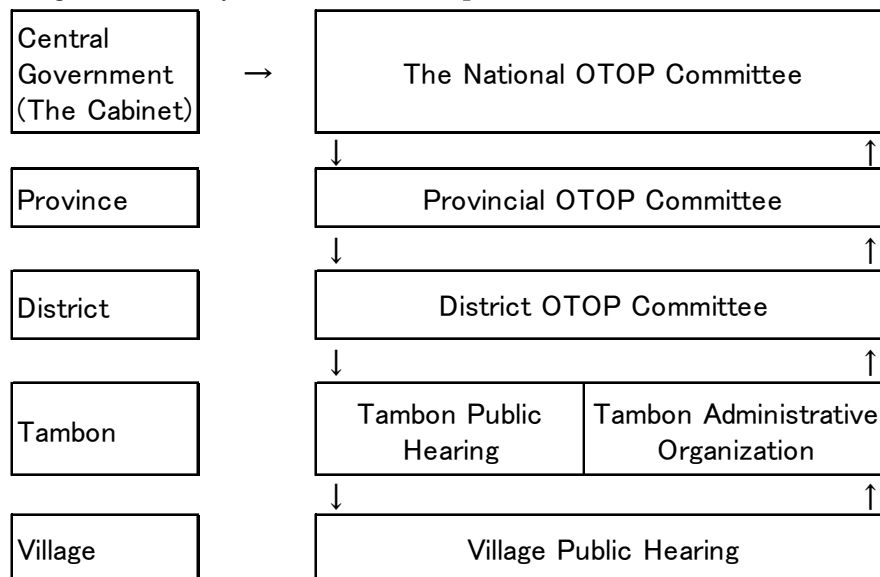 Central
Government
(The Cabinet)
→
The National OTOP Committee
↓ ↑
Province
Provincial OTOP Committee
↓ ↑
District
District OTOP Committee
↓ ↑
Tambon
Tambon Public
Hearing
Tambon Administrative
Organization
↓ ↑
Village
Village Public Hearing